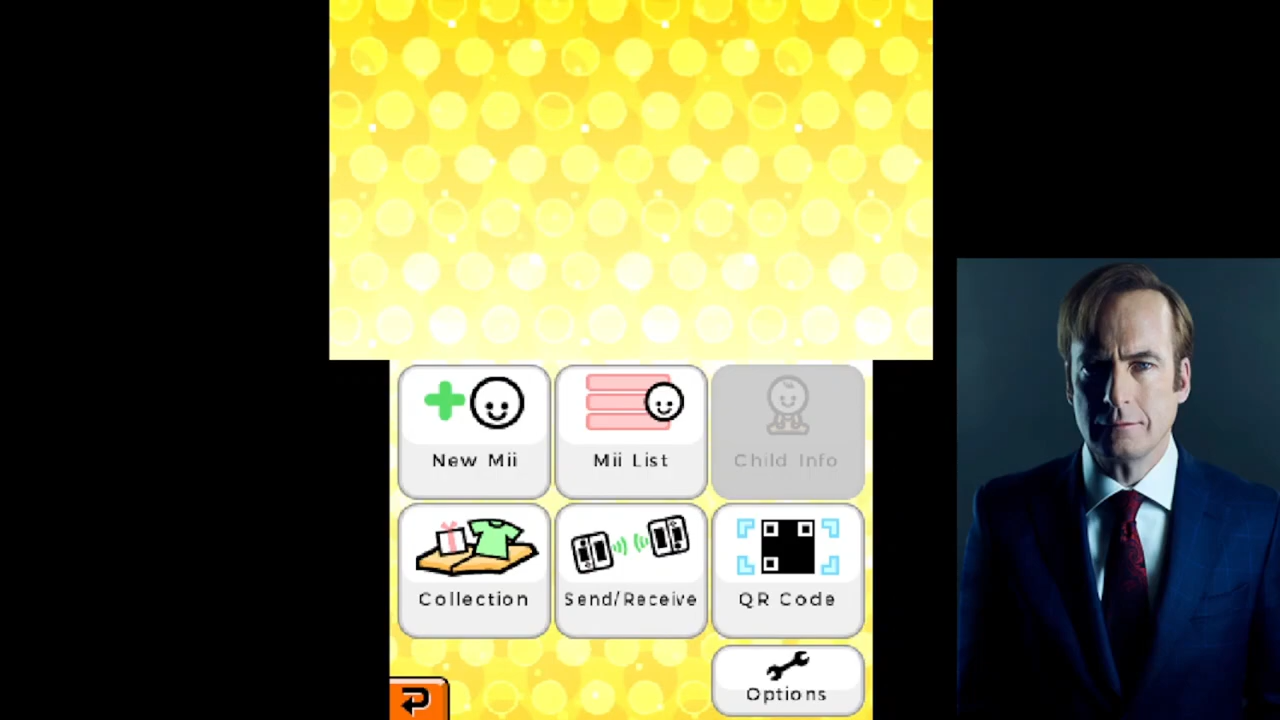 New Mii
Mii List
Child Info
Collection
Send/Receive
QR Code
Options